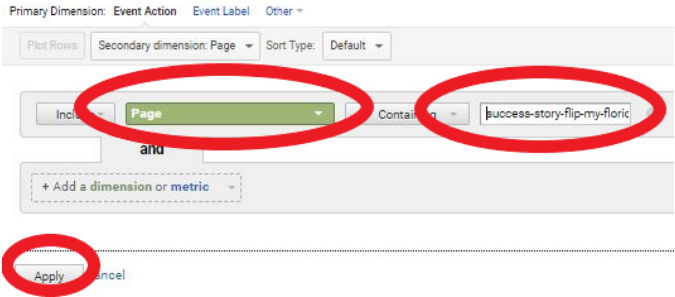 Primary Dimension: Event Action Event Label Other
Plot Rows Secondary dimension: Page Sort Type: Default
Page Containing success-story-flip-my-floric
and
+ Add a dimension or metric
Apply